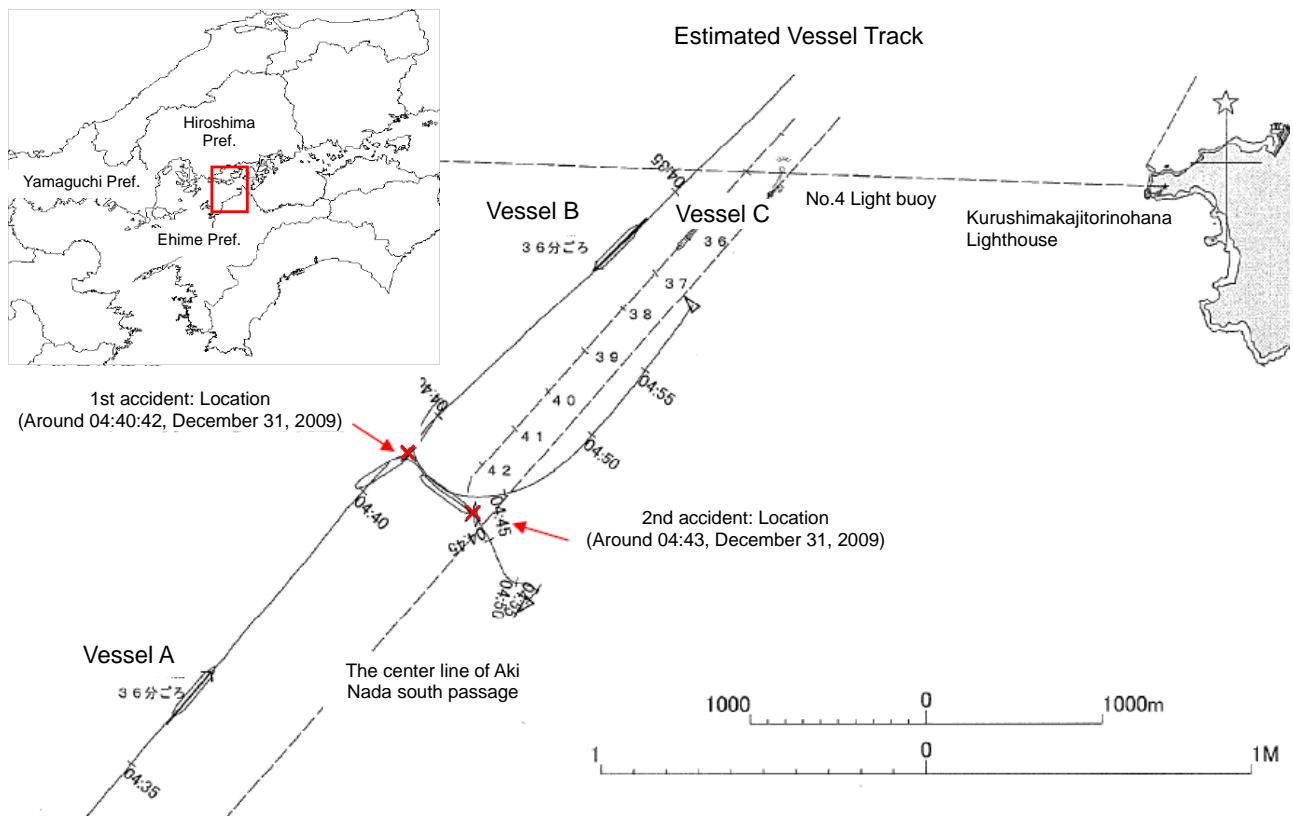 Estimated Vessel Track
Hiroshima
Pref.
Yamaguchi Pref.
Ehime Pref.
04:35
Vessel B
36分ごろ
Vessel C
No.4 Light buoy
Kurushimakajitorinohana
Lighthouse
36
37
38
39
40
41
42
04:40
1st accident: Location
(Around 04:40:42, December 31, 2009)
04:40
04:55
04:50
04:45
04:45
2nd accident: Location
(Around 04:43, December 31, 2009)
04:50
04:55
Vessel A
36分ごろ
The center line of Aki
Nada south passage
04:35
1000 0 1000m
1 0 1M